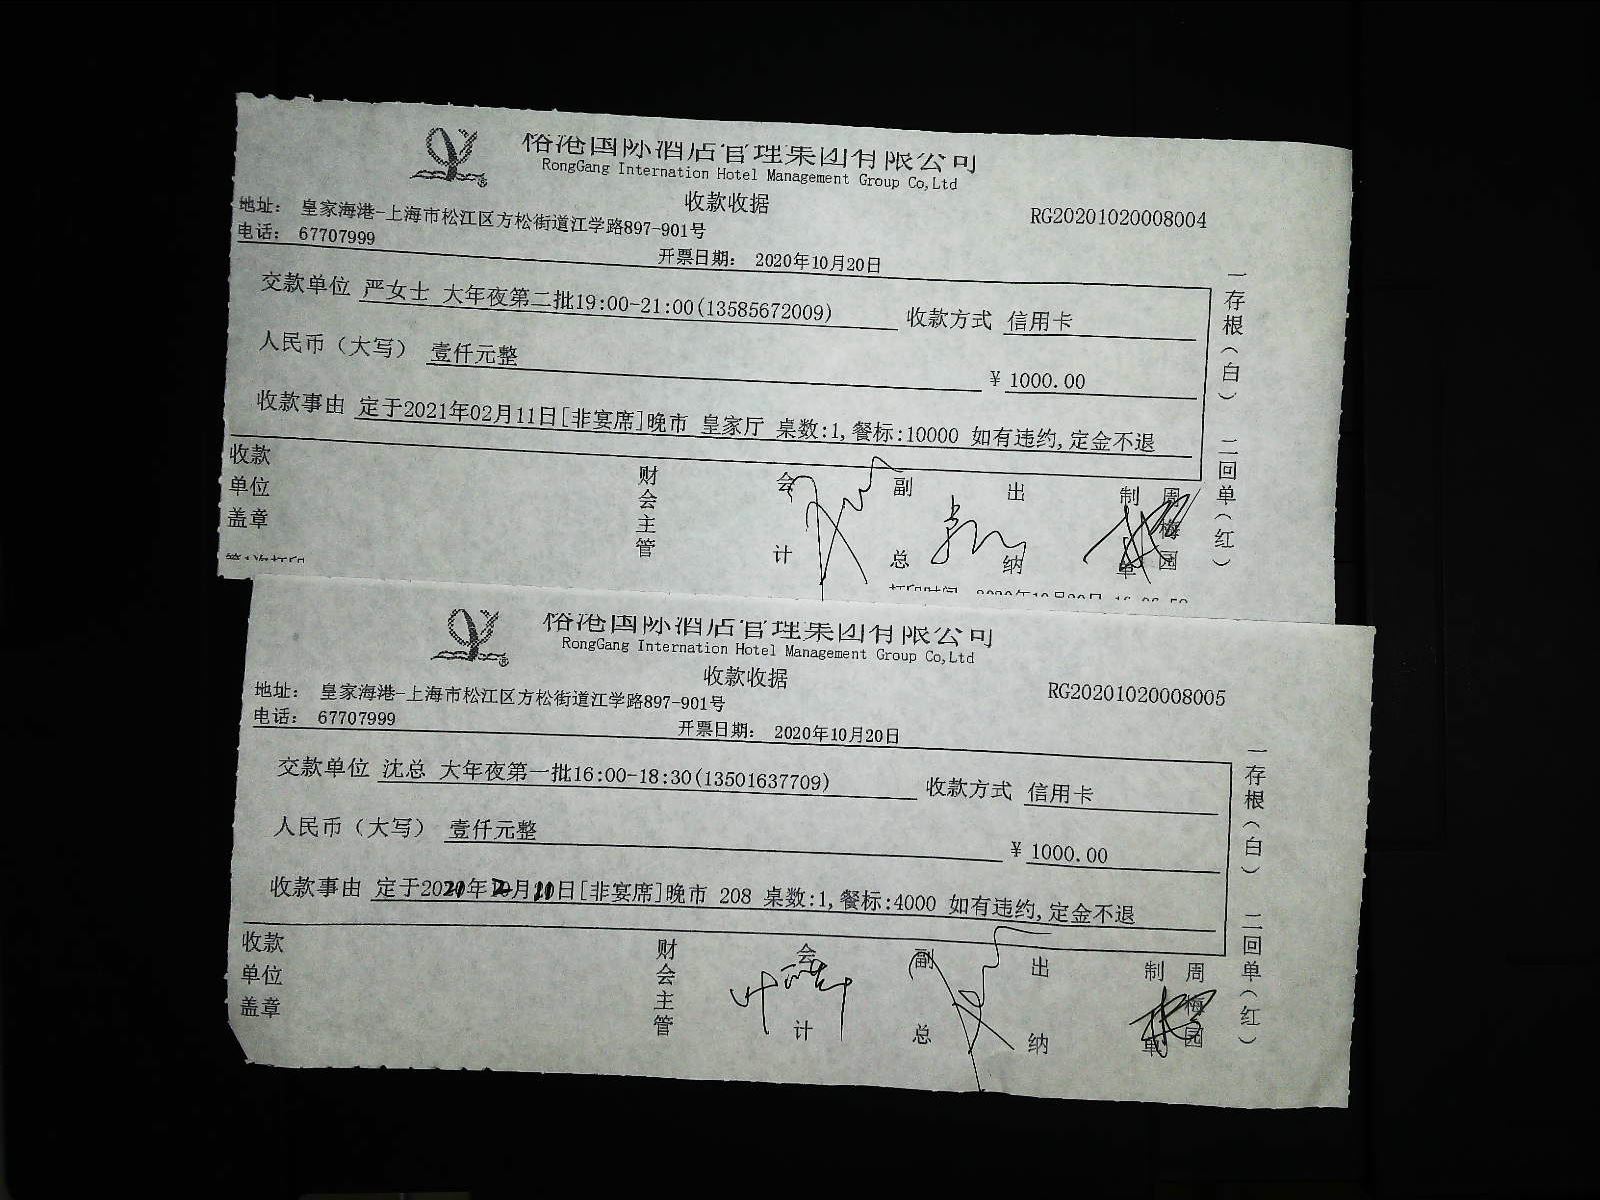 榕港国际酒店管理集团有限公司
RongGang Internation Hotel Management Group Co,Ltd
收款收据
地址： 皇家海港-上海市松江区方松街道江学路897-901号
RG20201020008004
电话： 67707999
开票日期： 2020年10月20日
交款单位 严女士 大年夜第二批19:00-21:00(13585672009) 收款方式 信用卡
人民币（大写） 壹仟元整 ¥ 1000.00
收款事由 定于2021年02月11日[非宴席]晚市 皇家厅 桌数:1,餐标:10000 如有违约,定金不退
一存根（白） 二回单（红）
收款单位盖章 财会主管 会计 副总 出纳 制单 周梅园
第1次打印 打印时间 2020年10月20日
榕港国际酒店管理集团有限公司
RongGang Internation Hotel Management Group Co,Ltd
收款收据
地址： 皇家海港-上海市松江区方松街道江学路897-901号
RG20201020008005
电话： 67707999
开票日期： 2020年10月20日
交款单位 沈总 大年夜第一批16:00-18:30(13501637709) 收款方式 信用卡
人民币（大写） 壹仟元整 ¥ 1000.00
收款事由 定于20 年 月 日[非宴席]晚市 208 桌数:1,餐标:4000 如有违约,定金不退
一存根（白） 二回单（红）
收款单位盖章 财会主管 会计 副总 出纳 制单 周梅园